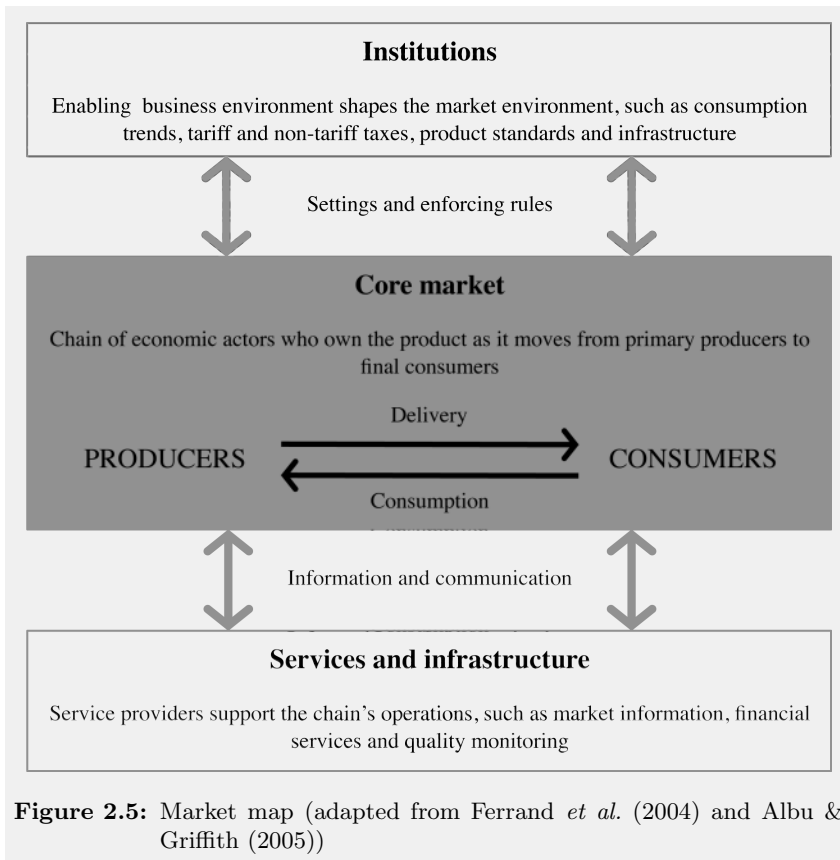 Institutions
Enabling business environment shapes the market environment, such as consumption
trends, tariff and non-tariff taxes, product standards and infrastructure
Settings and enforcing rules
Core market
Chain of economic actors who own the product as it moves from primary producers to
final consumers
Delivery
PRODUCERS
CONSUMERS
Consumption
Information and communication
Services and infrastructure
Service providers support the chain's operations, such as market information, financial
services and quality monitoring
Figure 2.5: Market map (adapted from Ferrand et al. (2004) and Albu &
Griffith (2005))